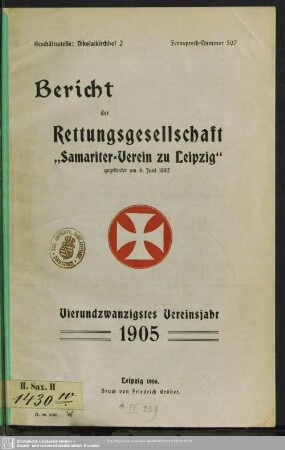 Geschäftsstelle: Nikolaikirchhof 2 Fernsprech-Nummer 507
Bericht
der
Rettungsgesellschaft
„Samariter-Verein zu Leipzig“
gegründet am 8. Juni 1882
Vierundzwanzigstes Vereinsjahr
1905
H. Sax. H
1430
Leipzig 1906.
Druck von Friedrich Gröber.